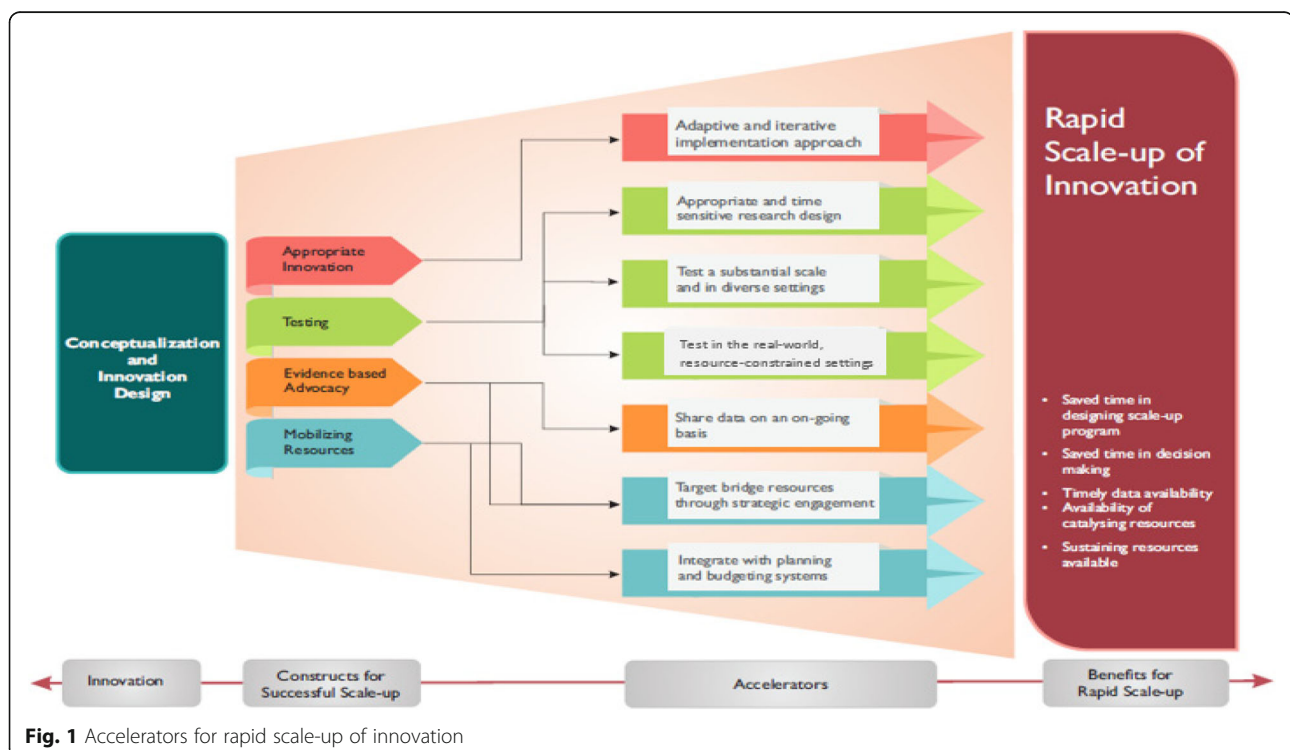 Conceptualization
and
Innovation
Design
Appropriate
Innovation
Testing
Evidence based
Advocacy
Mobilizing
Resources
Adaptive and iterative
implementation approach
Appropriate and time
sensitive research design
Test a substantial scale
and in diverse settings
Test in the real-world,
resource-constrained settings
Share data on an on-going
basis
Target bridge resources
through strategic engagement
Integrate with planning
and budgeting systems
Rapid
Scale-up of
Innovation
• Saved time in
designing scale-up
program
• Saved time in decision
making
• Timely data availability
• Availability of
catalysing resources
• Sustaining resources
available
Innovation
Constructs for
Successful Scale-up
Accelerators
Benefits for
Rapid Scale-up
Fig. 1 Accelerators for rapid scale-up of innovation